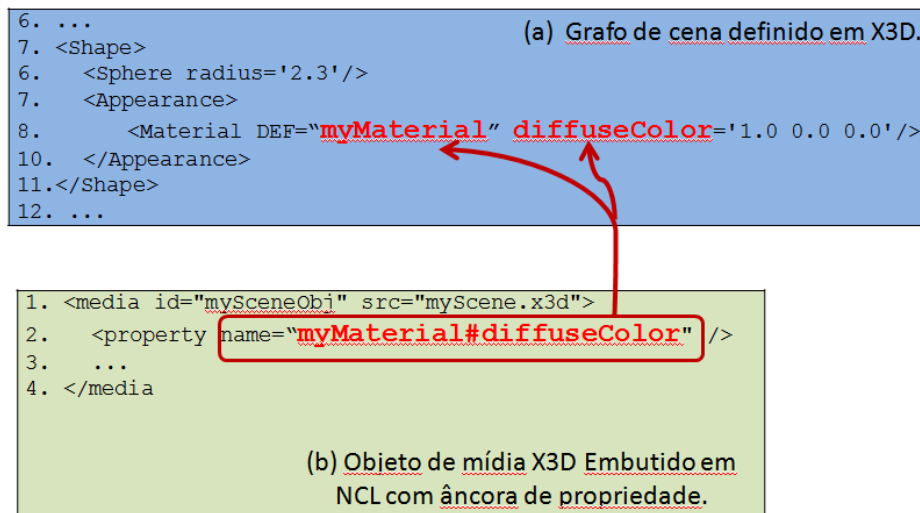 6. ...
(a) Grafo de cena definido em X3D.
7. <Shape>
6. <Sphere radius='2.3'/>
7. <Appearance>
8. <Material DEF=“myMaterial” diffuseColor='1.0 0.0 0.0'/>
10. </Appearance>
11.</Shape>
12. ...
1. <media id="mySceneObj" src="myScene.x3d">
2. <property name=“myMaterial#diffuseColor" />
3. ...
4. </media
(b) Objeto de mídia X3D Embutido em
NCL com âncora de propriedade.